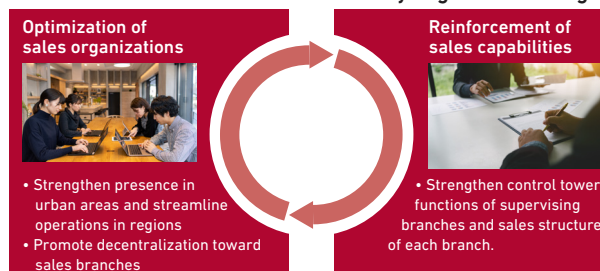 Optimization of
sales organizations
• Strengthen presence in
urban areas and streamline
operations in regions
• Promote decentralization toward
sales branches
Reinforcement of
sales capabilities
• Strengthen control tower
functions of supervising
branches and sales structure
of each branch.